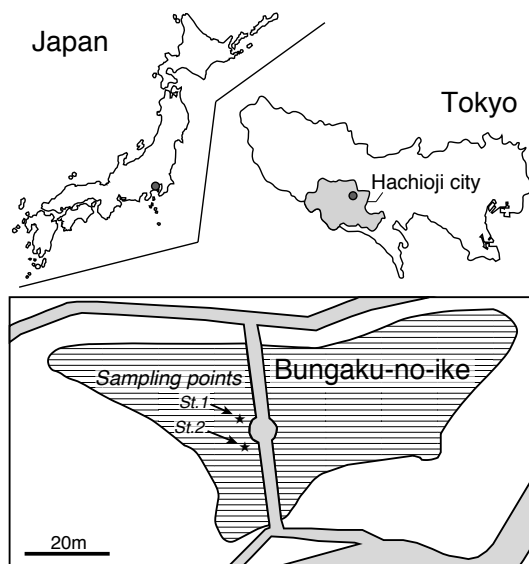 Japan
Tokyo
Hachioji city
Bungaku-no-ike
Sampling points
St.1
St.2
20m